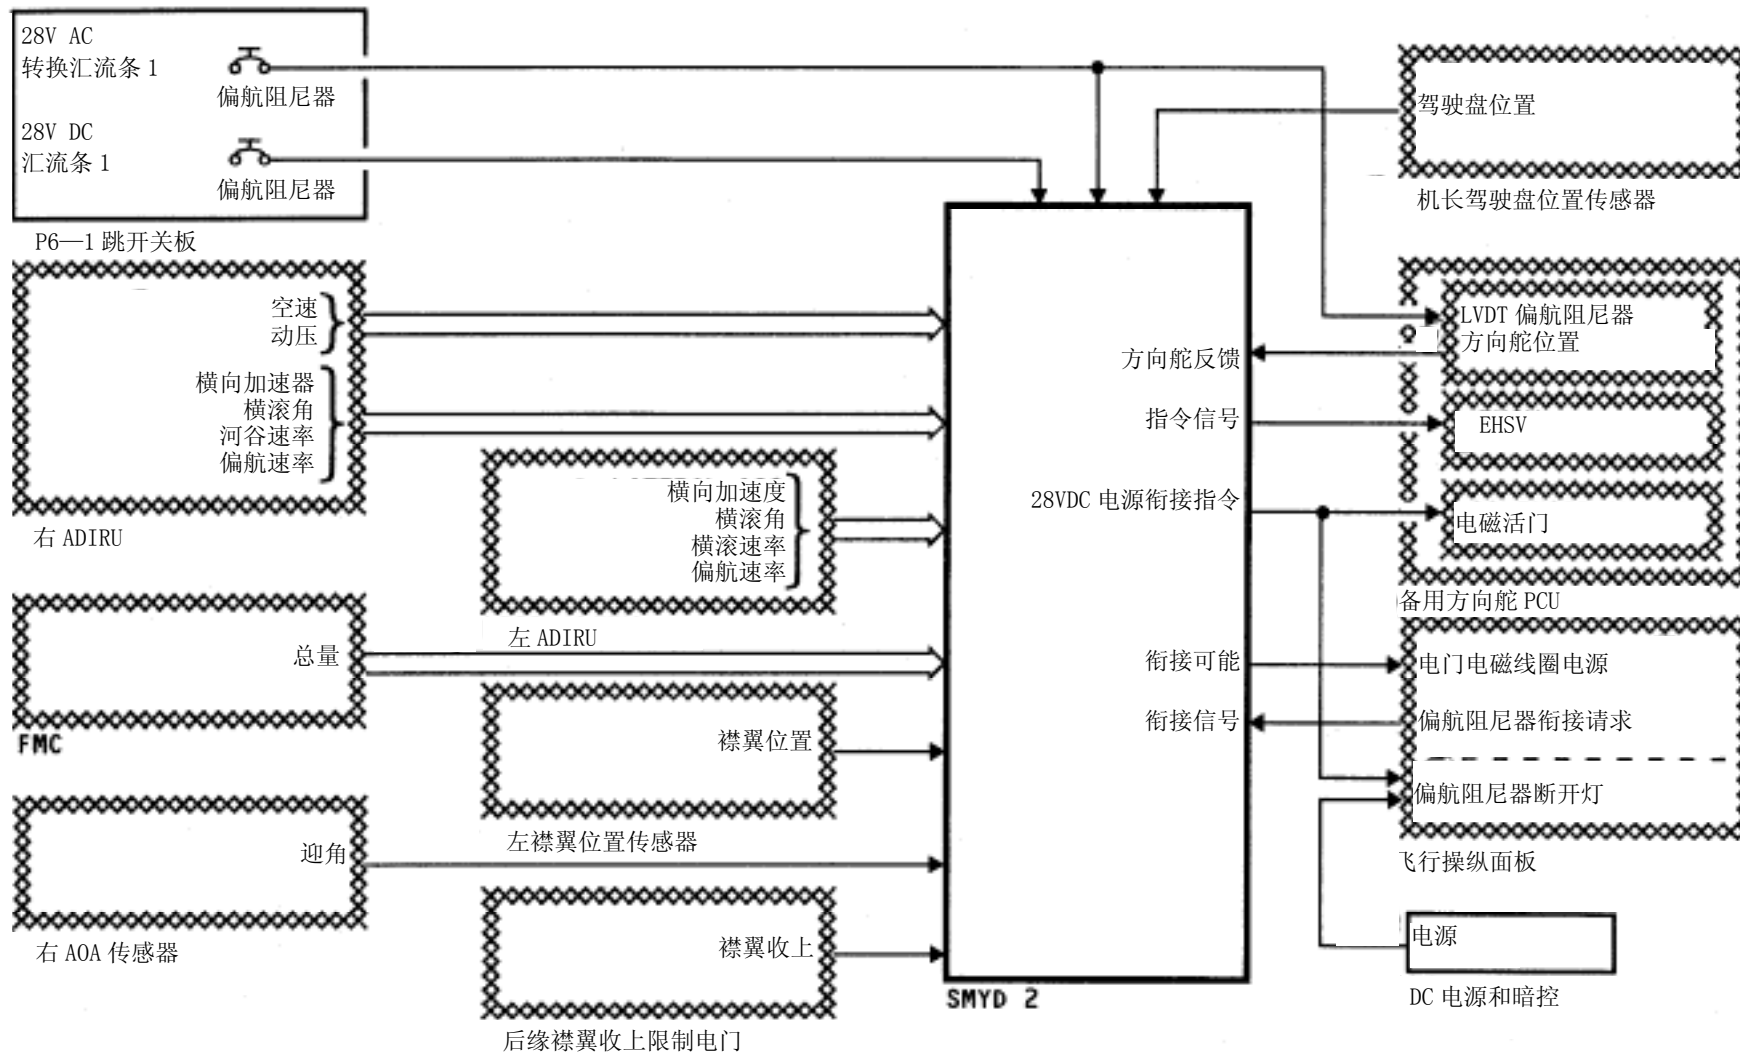 28V AC
转换汇流条 1
偏航阻尼器
28V DC
汇流条 1
偏航阻尼器
P6—1 跳开关板
空速
动压
横向加速器
横滚角
河谷速率
偏航速率
右 ADIRU
横向加速度
横滚角
横滚速率
偏航速率
左 ADIRU
总量
FMC
襟翼位置
左襟翼位置传感器
迎角
右 AOA 传感器
襟翼收上
后缘襟翼收上限制电门
方向舵反馈
指令信号
28VDC 电源衔接指令
衔接可能
衔接信号
SMYD 2
驾驶盘位置
机长驾驶盘位置传感器
LVDT 偏航阻尼器
方向舵位置
EHSV
电磁活门
备用方向舵 PCU
电门电磁线圈电源
偏航阻尼器衔接请求
偏航阻尼器断开灯
飞行操纵面板
电源
DC 电源和暗控